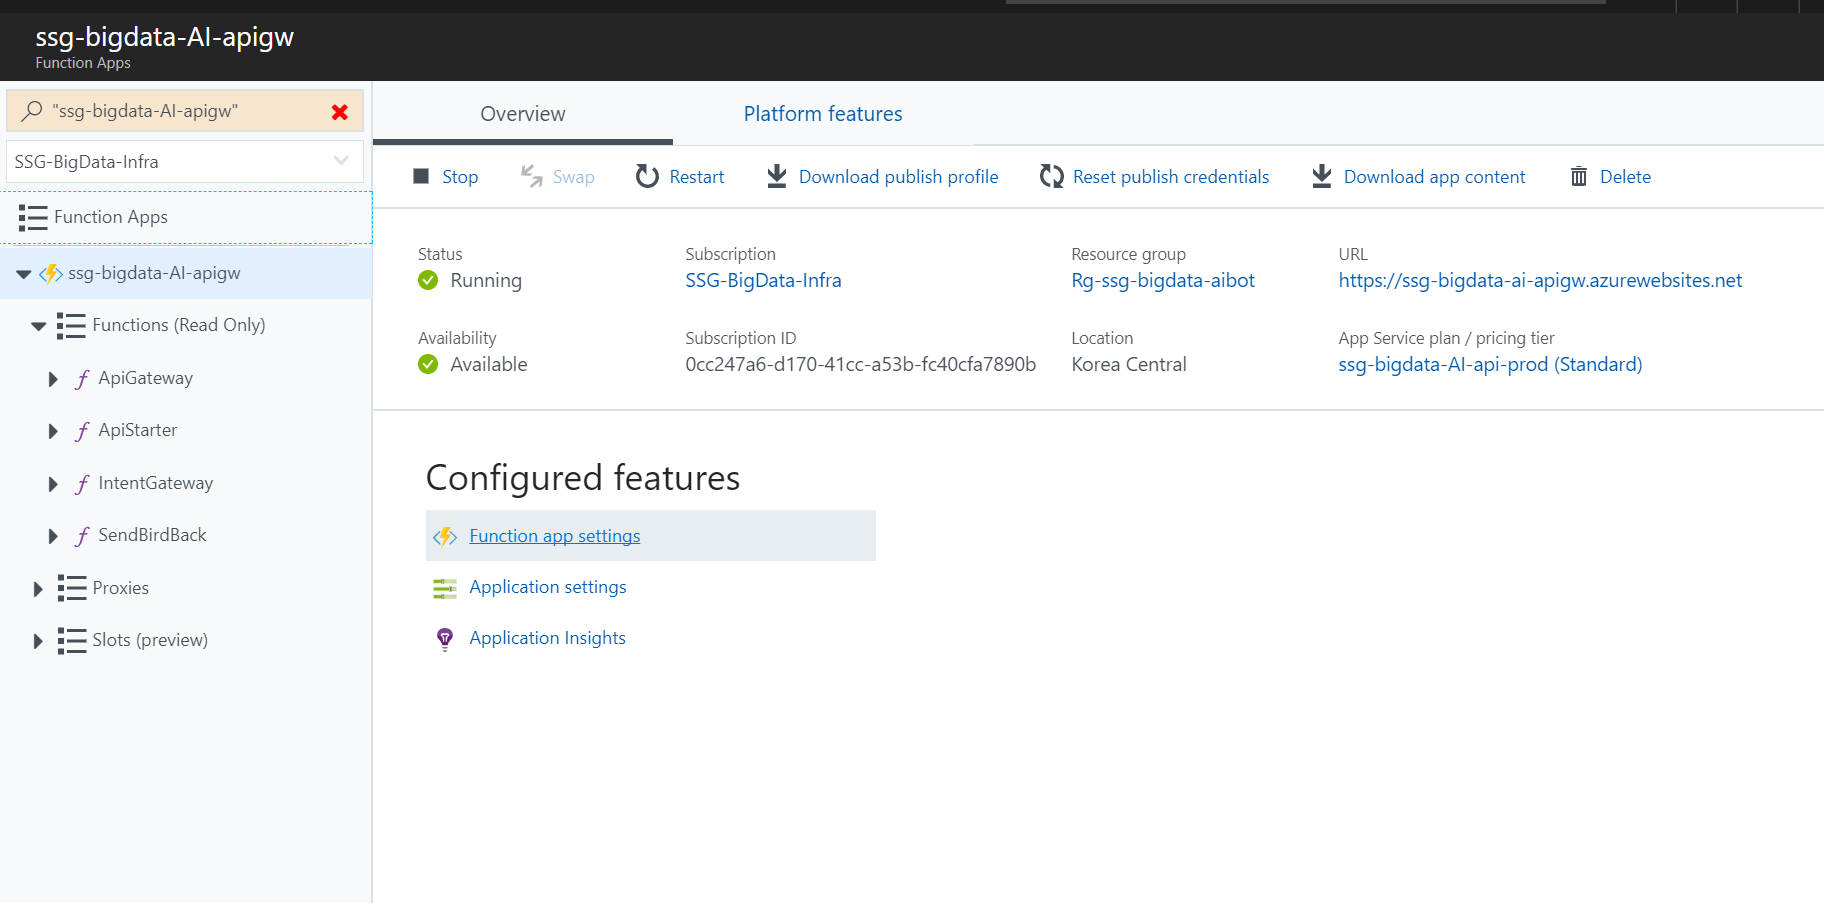 ssg-bigdata-AI-apigw
Function Apps
"ssg-bigdata-AI-apigw"
SSG-BigData-Infra
Function Apps
ssg-bigdata-AI-apigw
Functions (Read Only)
ApiGateway
ApiStarter
IntentGateway
SendBirdBack
Proxies
Slots (preview)
Overview
Platform features
Stop
Swap
Restart
Download publish profile
Reset publish credentials
Download app content
Delete
Status
Running
Subscription
SSG-BigData-Infra
Resource group
Rg-ssg-bigdata-aibot
URL
https://ssg-bigdata-ai-apigw.azurewebsites.net
Availability
Available
Subscription ID
0cc247a6-d170-41cc-a53b-fc40cfa7890b
Location
Korea Central
App Service plan / pricing tier
ssg-bigdata-AI-api-prod (Standard)
Configured features
Function app settings
Application settings
Application Insights